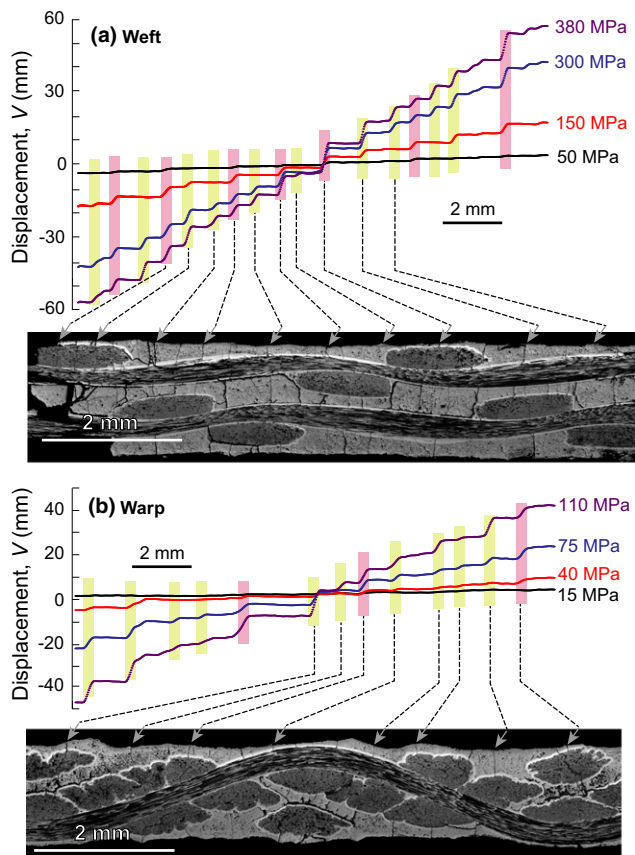 60
30
0
-30
-60
Displacement, V (mm)
(a) Weft
380 MPa
300 MPa
150 MPa
50 MPa
2 mm
2 mm
40
20
0
-20
-40
Displacement, V (mm)
(b) Warp
2 mm
110 MPa
75 MPa
40 MPa
15 MPa
2 mm